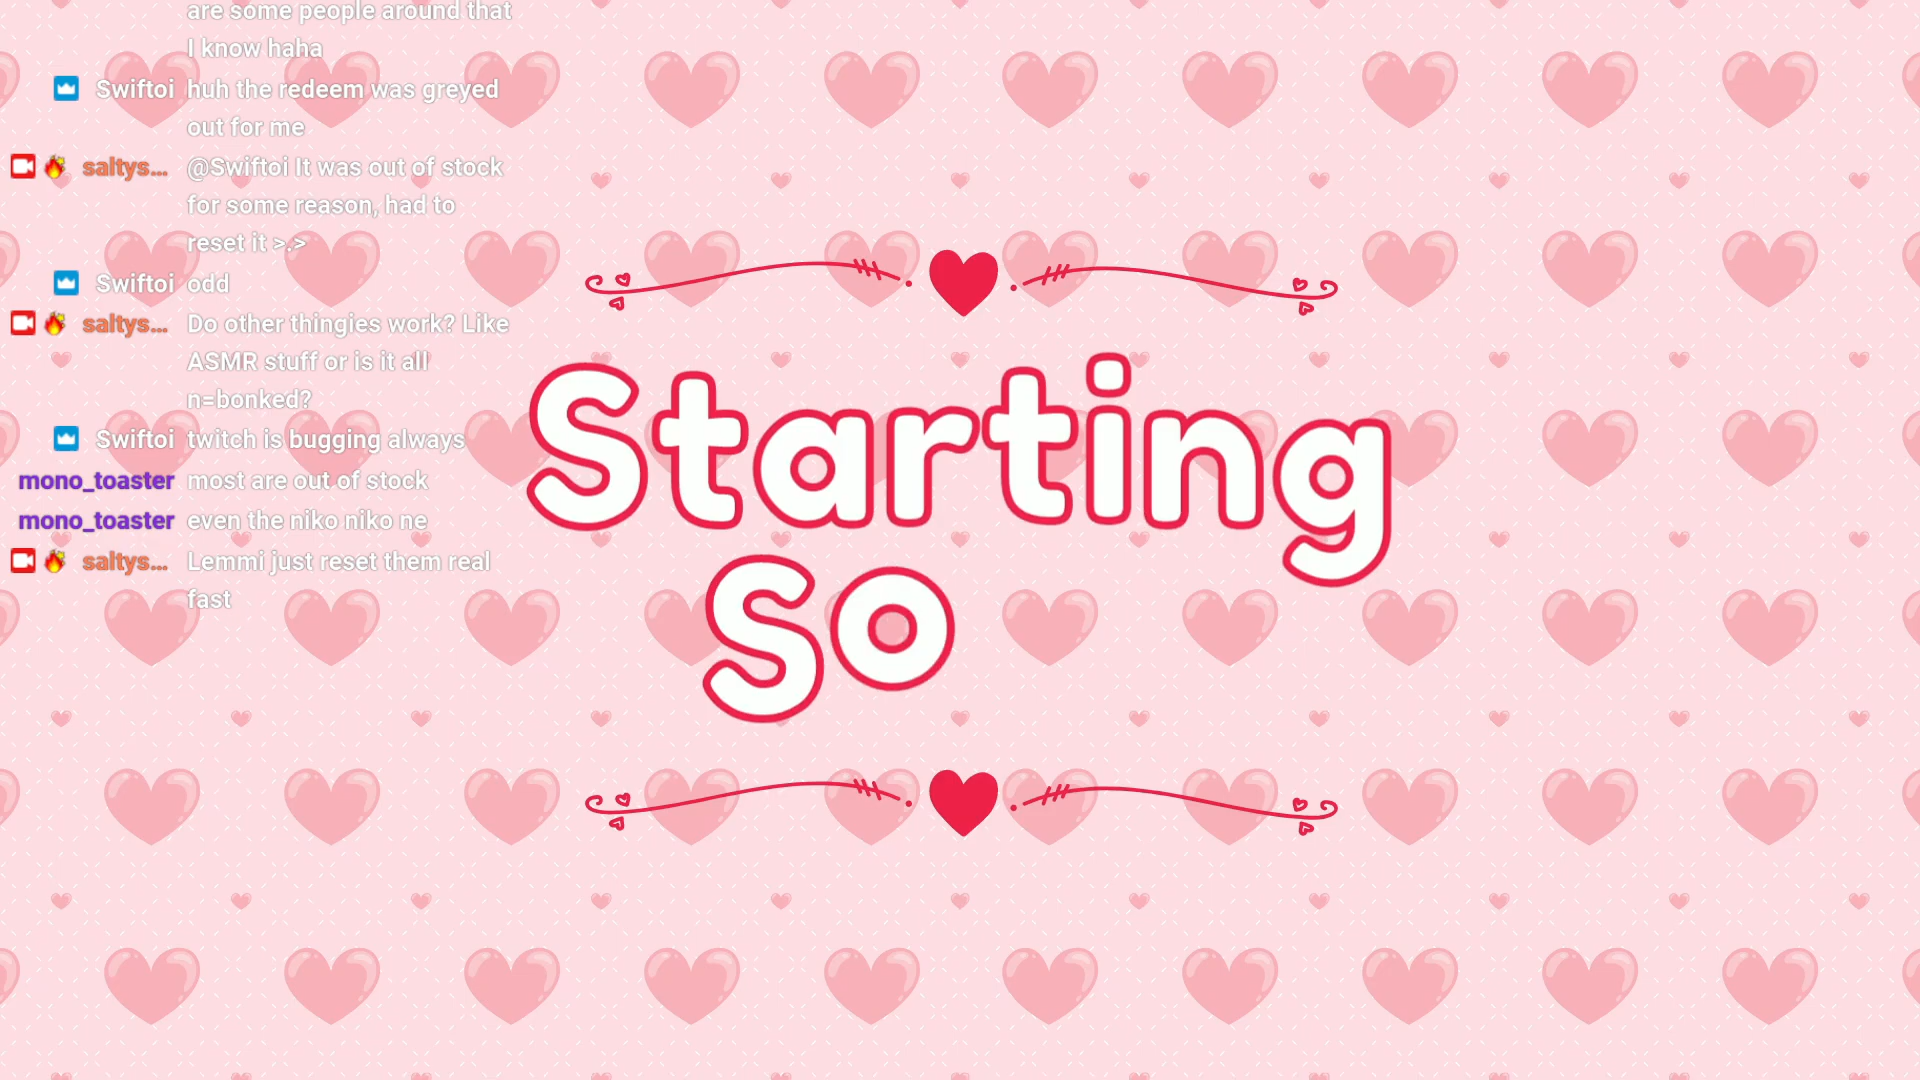 are some people around that
I know haha
Swiftoi huh the redeem was greyed
out for me
saltys... @Swiftoi It was out of stock
for some reason, had to
reset it >.>
Swiftoi odd
saltys... Do other thingies work? Like
ASMR stuff or is it all
n=bonked?
Swiftoi twitch is bugging always
mono_toaster most are out of stock
mono_toaster even the niko niko ne
saltys... Lemmi just reset them real
fast
Starting
So